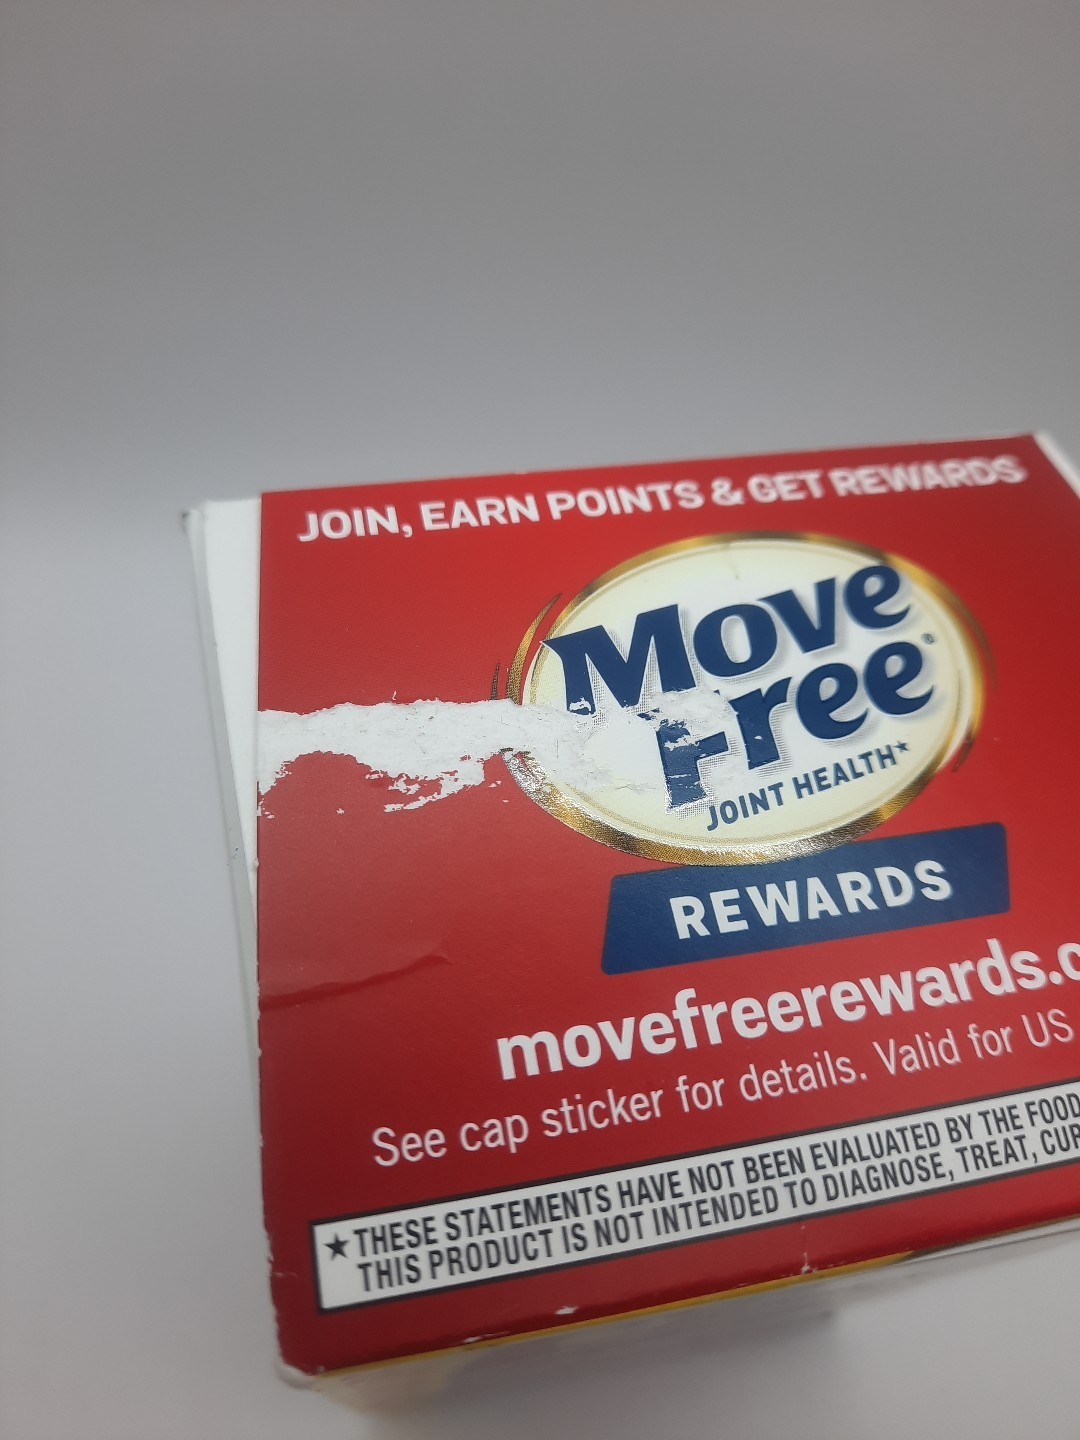 JOIN, EARN POINTS & GET REWARDS
Move
Free®
JOINT HEALTH*
REWARDS
movefreerewards.c
See cap sticker for details. Valid for US
★THESE STATEMENTS HAVE NOT BEEN EVALUATED BY THE FOOD
THIS PRODUCT IS NOT INTENDED TO DIAGNOSE, TREAT, CUR